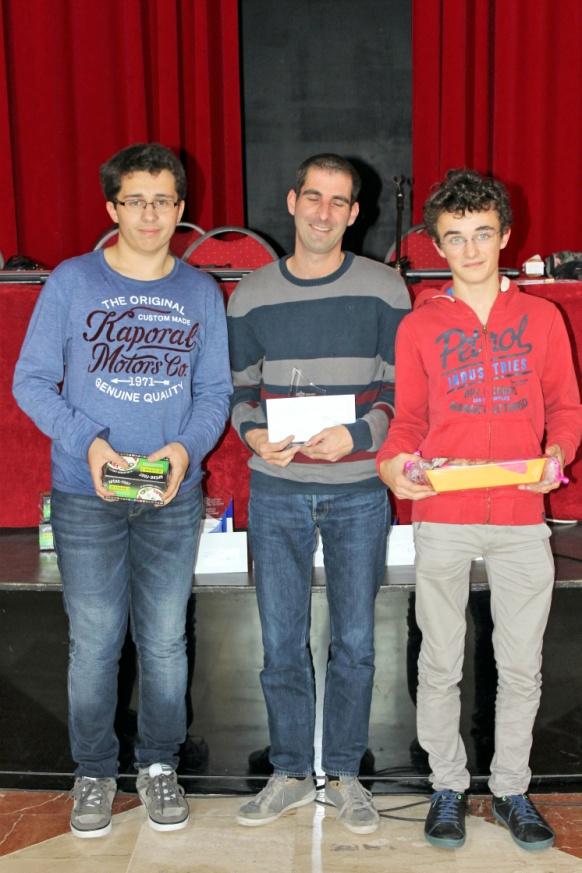 THE ORIGINAL
CUSTOM MADE
Kaporal
Motors Co.
1971
GENUINE QUALITY
Petrol
INDUSTRIES